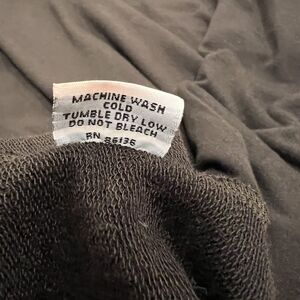 MACHINE WASH
COLD
TUMBLE DRY LOW
DO NOT BLEACH
RN 86136